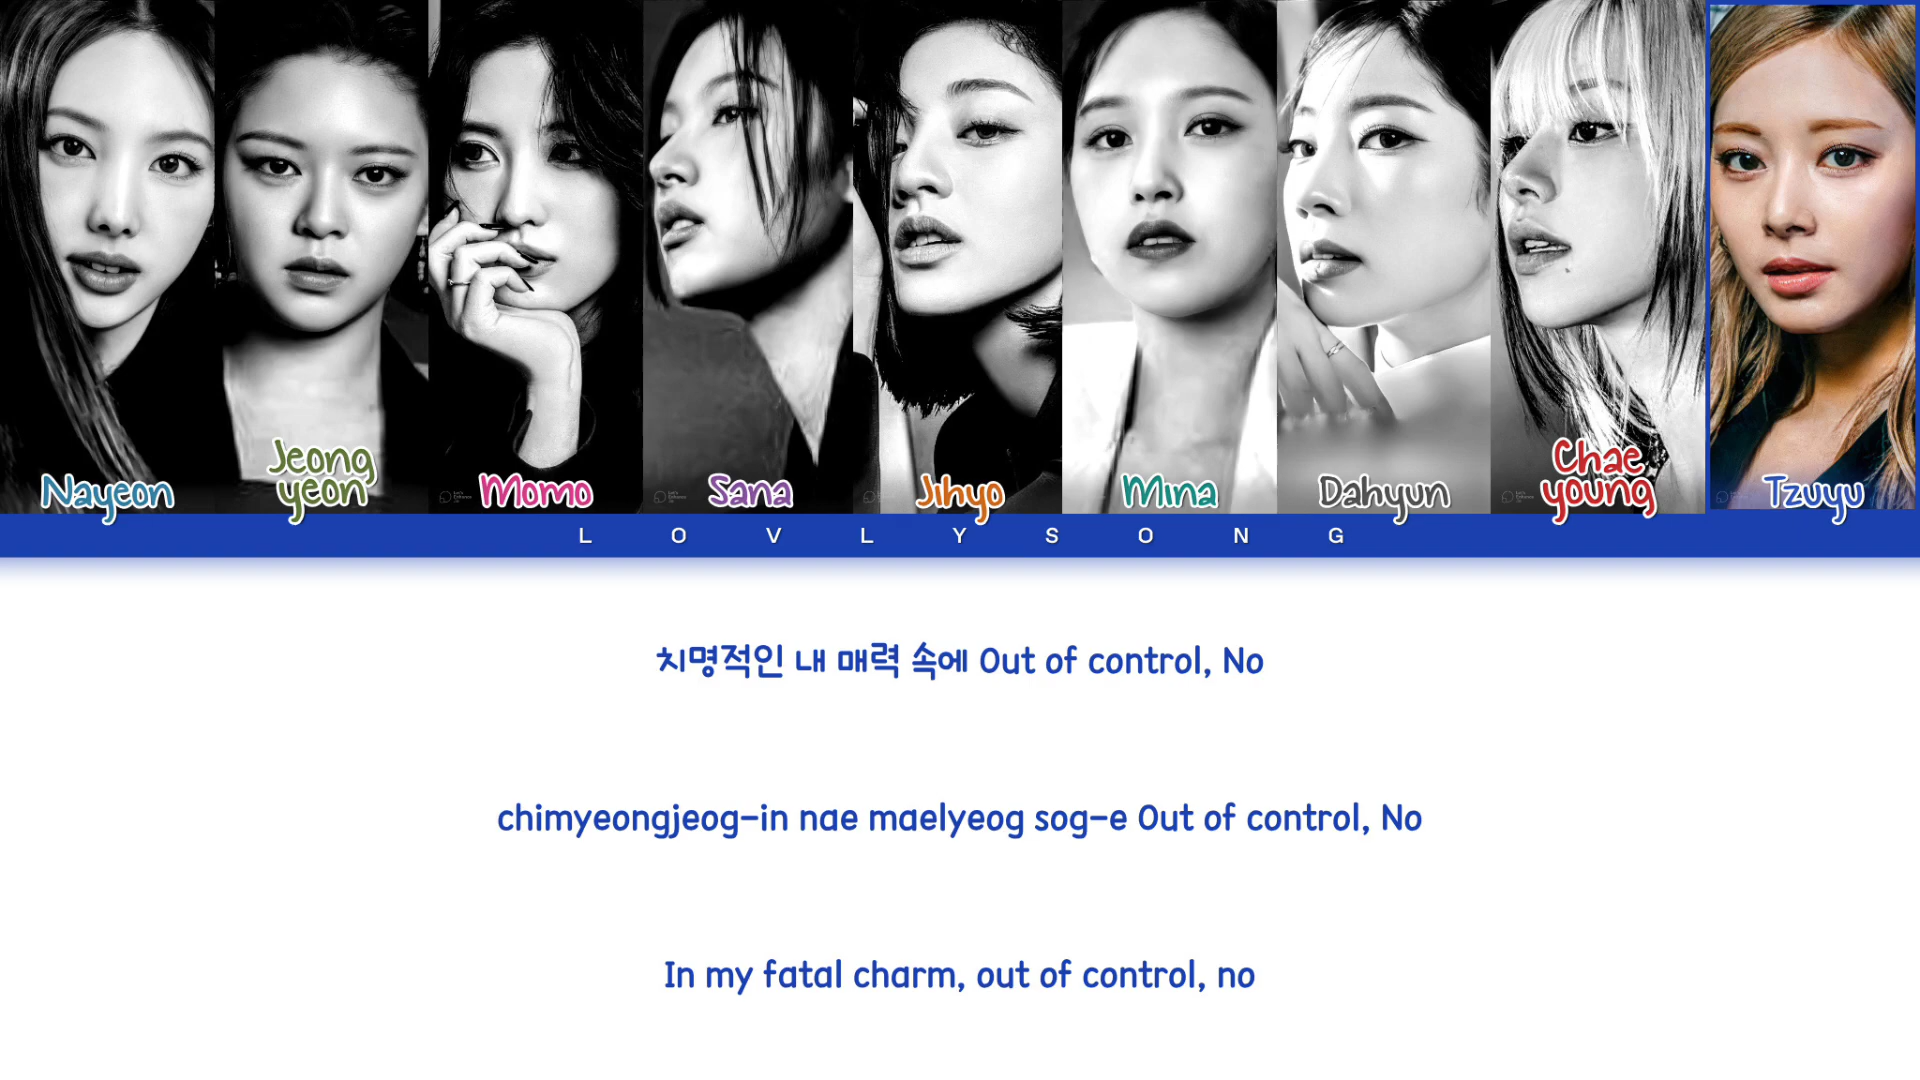 Nayeon
Jeong
yeon
Momo
Sana
Jihyo
Mina
Dahyun
Chae
young
Tzuyu
LOVLYSONG
치명적인 내 매력 속에 Out of control, No
chimyeongjeog-in nae maelyeog sog-e Out of control, No
In my fatal charm, out of control, no